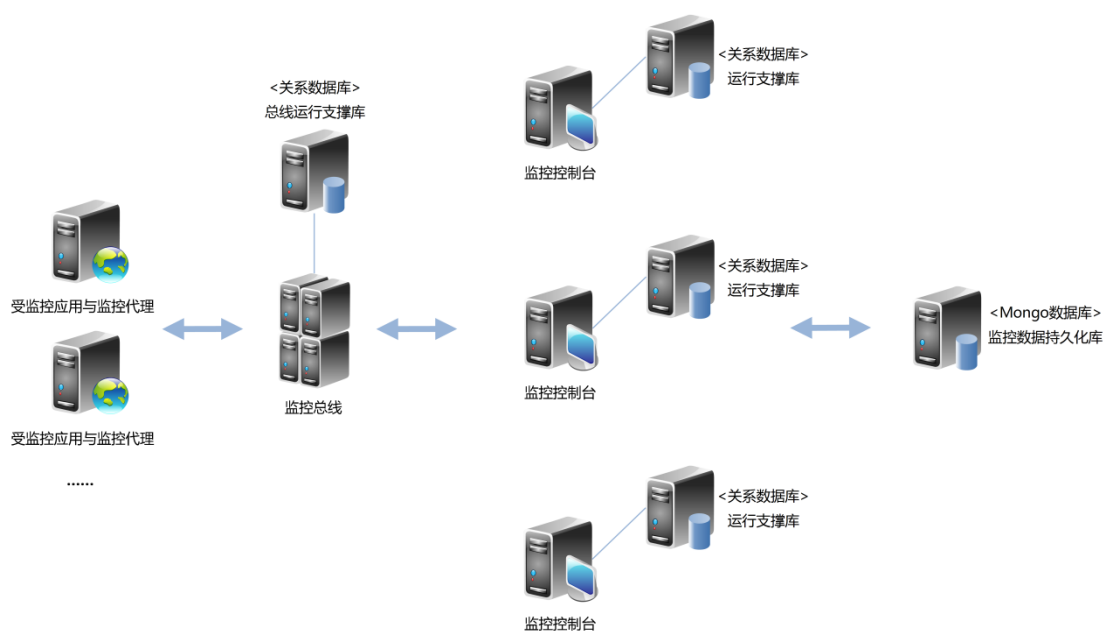 <关系数据库>
运行支撑库
<关系数据库>
总线运行支撑库
监控控制台
受监控应用与监控代理
<关系数据库>
运行支撑库
<Mongo数据库>
监控数据持久化库
监控控制台
监控总线
受监控应用与监控代理
......
<关系数据库>
运行支撑库
监控控制台